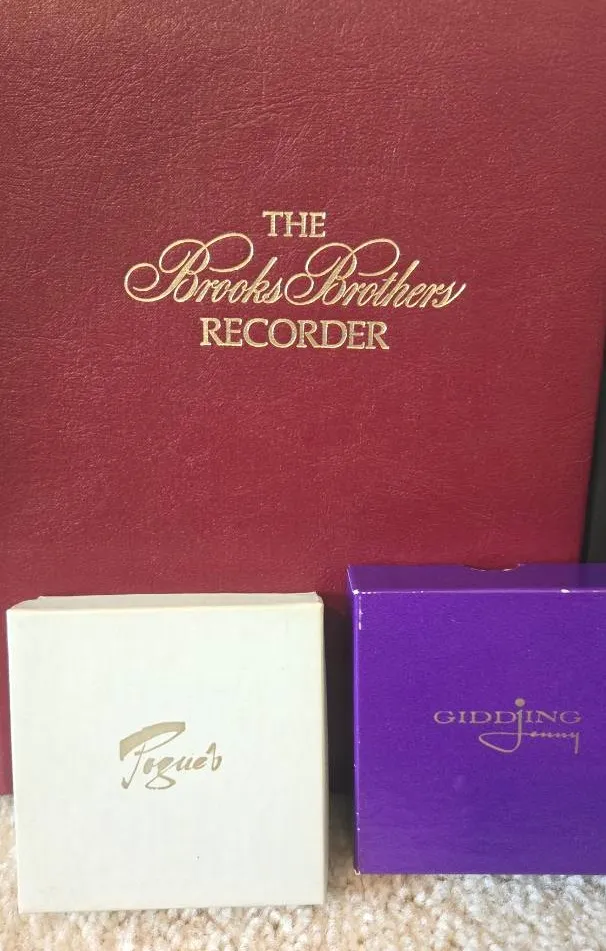 THE
Brooks Brothers
RECORDER
Pogue's
GIDDING
Jenny